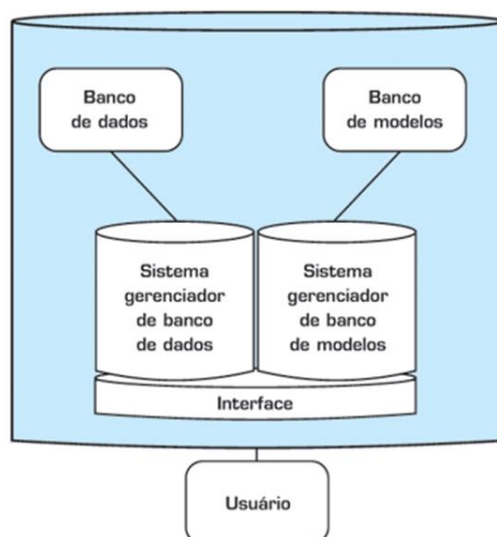 Banco
de dados
Banco
de modelos
Sistema
gerenciador
de banco
de dados
Sistema
gerenciador
de banco
de modelos
Interface
Usuário